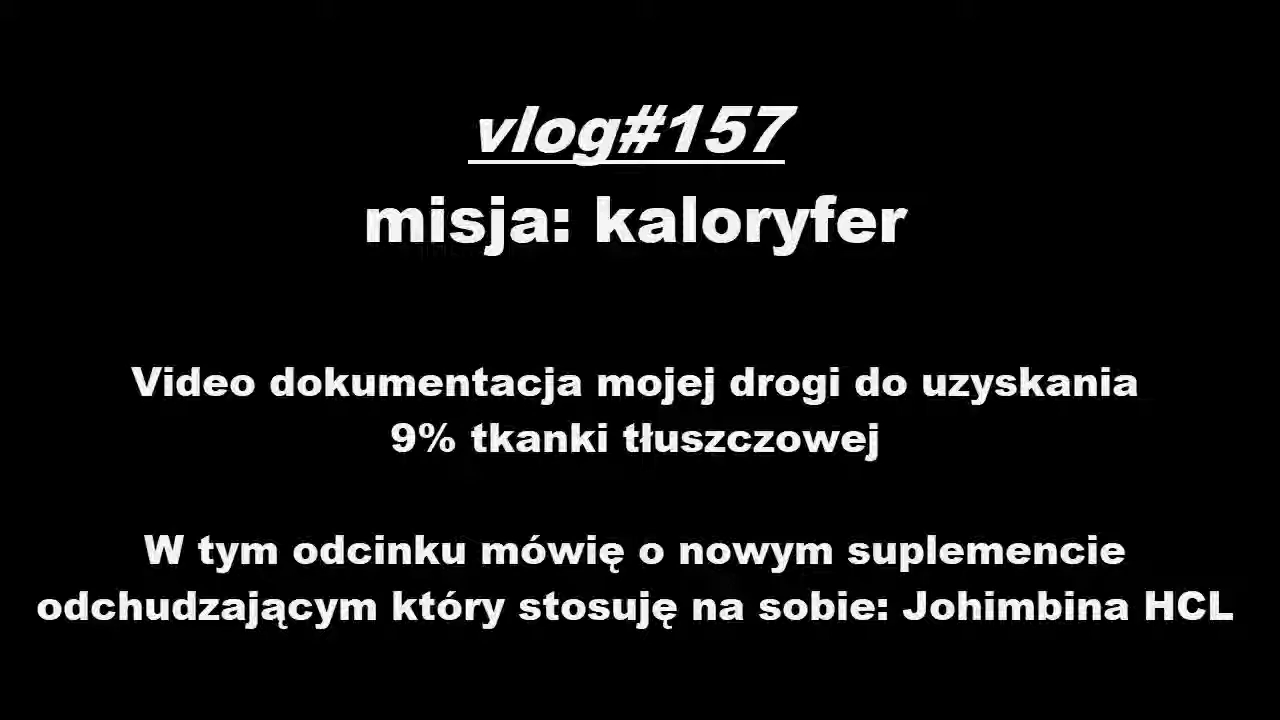 vlog#157
misja: kaloryfer
Video dokumentacja mojej drogi do uzyskania
9% tkanki tłuszczowej
W tym odcinku mówię o nowym suplemencie
odchudzającym który stosuję na sobie: Johimbina HCL